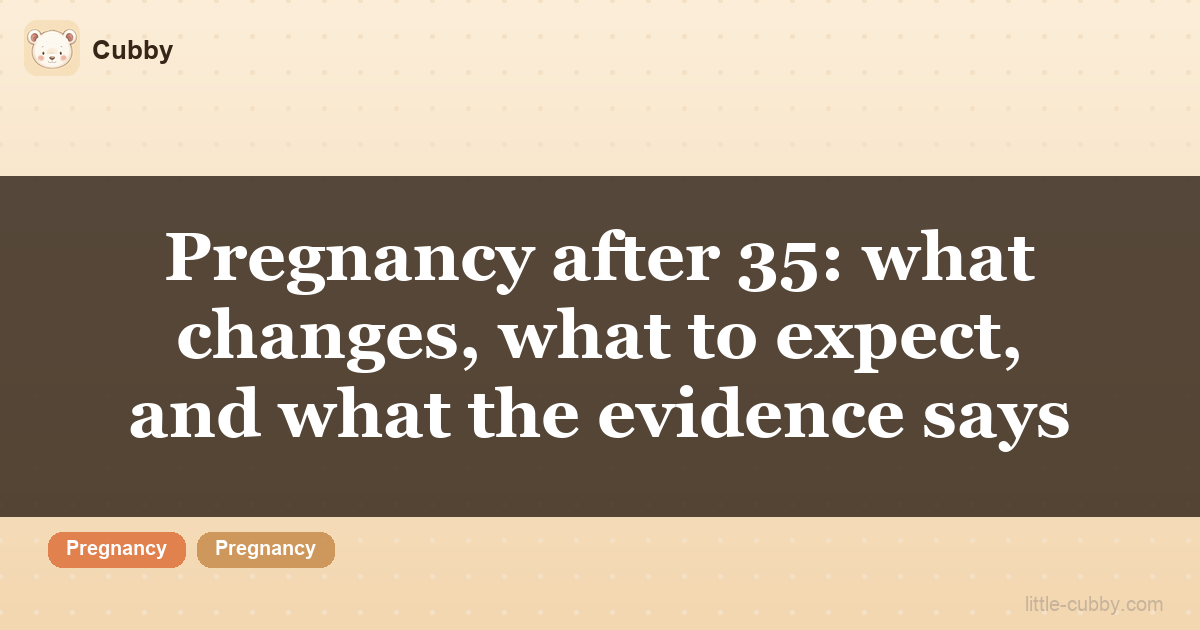 Cubby
Pregnancy after 35: what
changes, what to expect,
and what the evidence says
Pregnancy Pregnancy
little-cubby.com